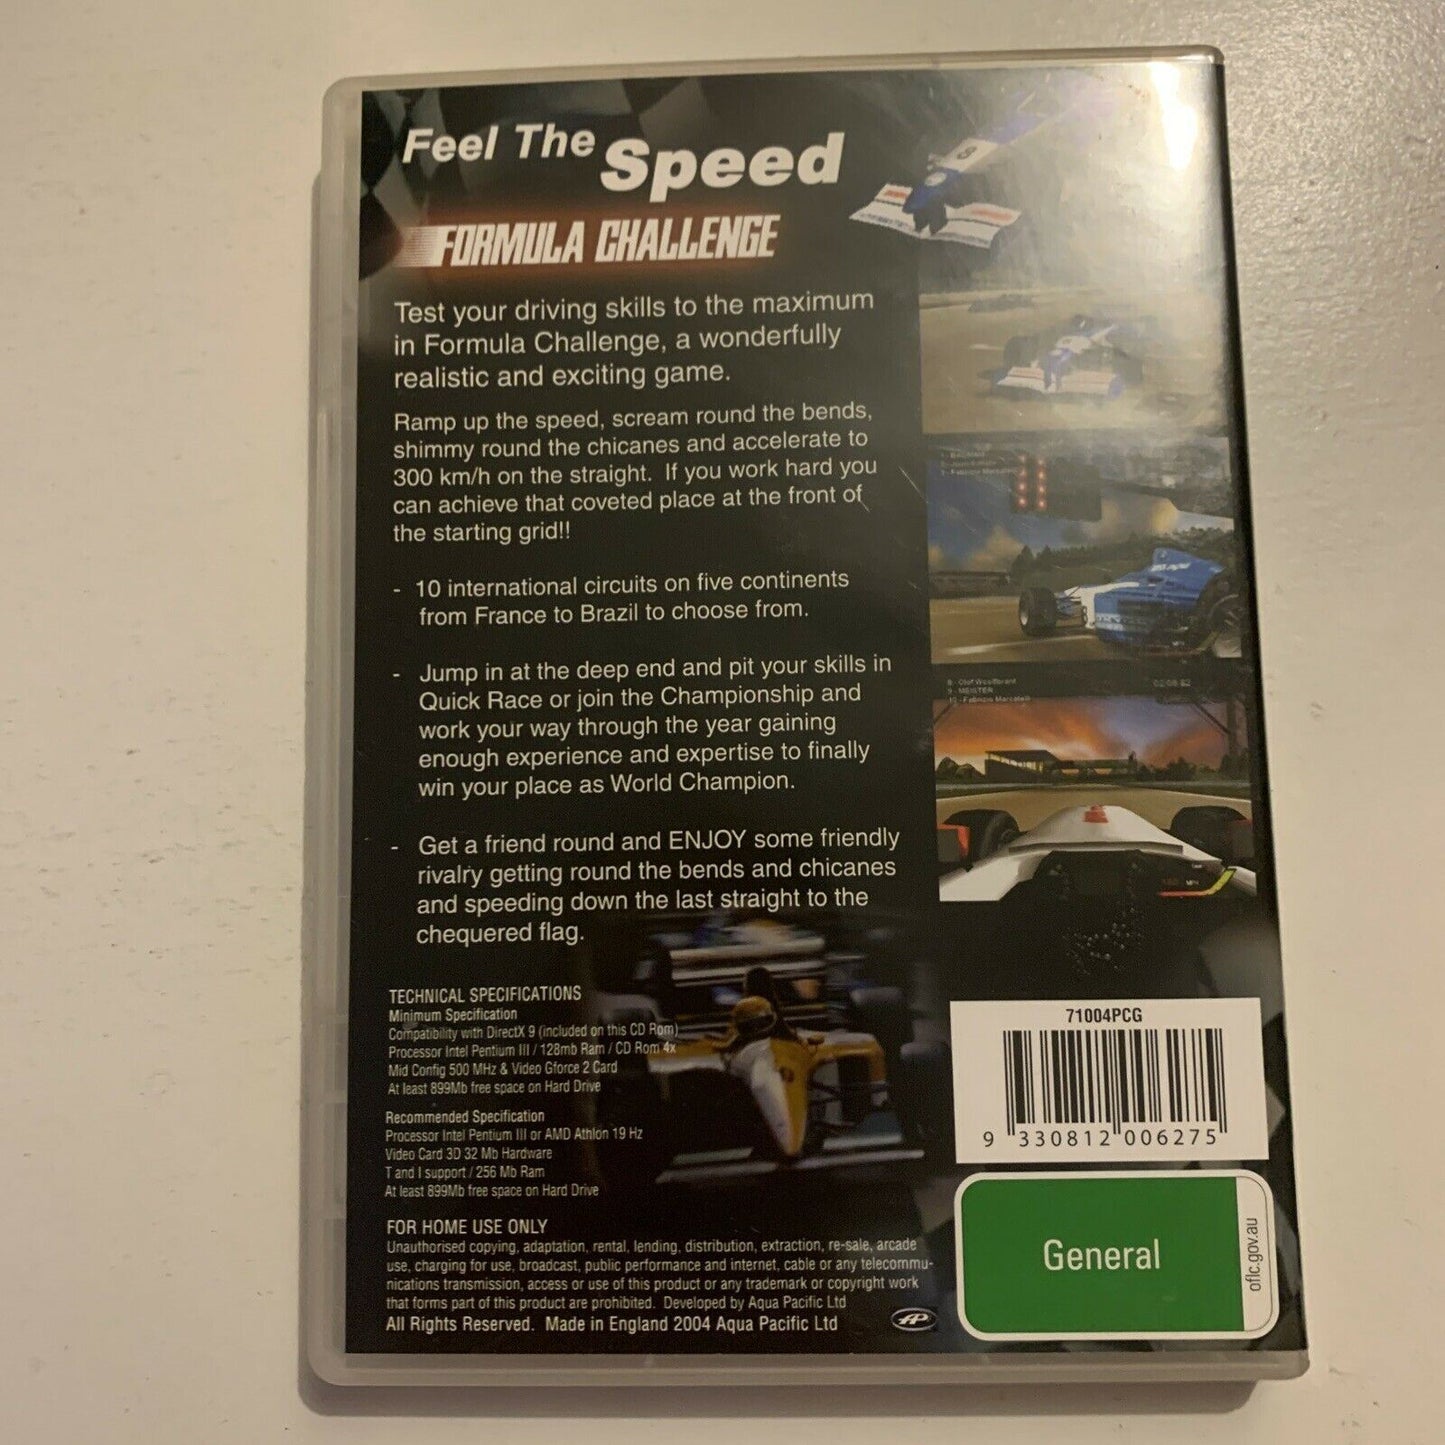 Feel The Speed
FORMULA CHALLENGE
Test your driving skills to the maximum
in Formula Challenge, a wonderfully
realistic and exciting game.
Ramp up the speed, scream round the bends,
shimmy round the chicanes and accelerate to
300 km/h on the straight. If you work hard you
can achieve that coveted place at the front of
the starting grid!!
- 10 international circuits on five continents
from France to Brazil to choose from.
- Jump in at the deep end and pit your skills in
Quick Race or join the Championship and
work your way through the year gaining
enough experience and expertise to finally
win your place as World Champion.
- Get a friend round and ENJOY some friendly
rivalry getting round the bends and chicanes
and speeding down the last straight to the
chequered flag.
8 - Olof Woolforant
9 - MEISTER
10 - Fabrizio Marcatelli
TECHNICAL SPECIFICATIONS
Minimum Specification
Compatibility with DirectX 9 (included on this CD Rom)
Processor Intel Pentium III / 128mb Ram / CD Rom 4x
Mid Config 500 MHz & Video Gforce 2 Card
At least 899Mb free space on Hard Drive
Recommended Specification
Processor Intel Pentium III or AMD Athlon 19 Hz
Video Card 3D 32 Mb Hardware
T and I support / 256 Mb Ram
At least 899Mb free space on Hard Drive
FOR HOME USE ONLY
Unauthorised copying, adaptation, rental, lending, distribution, extraction, re-sale, arcade
use, charging for use, broadcast, public performance and internet, cable or any telecommu-
nications transmission, access or use of this product or any trademark or copyright work
that forms part of this product are prohibited. Developed by Aqua Pacific Ltd
All Rights Reserved. Made in England 2004 Aqua Pacific Ltd
AP
71004PCG
9 330812 006275
General
oflc.gov.au